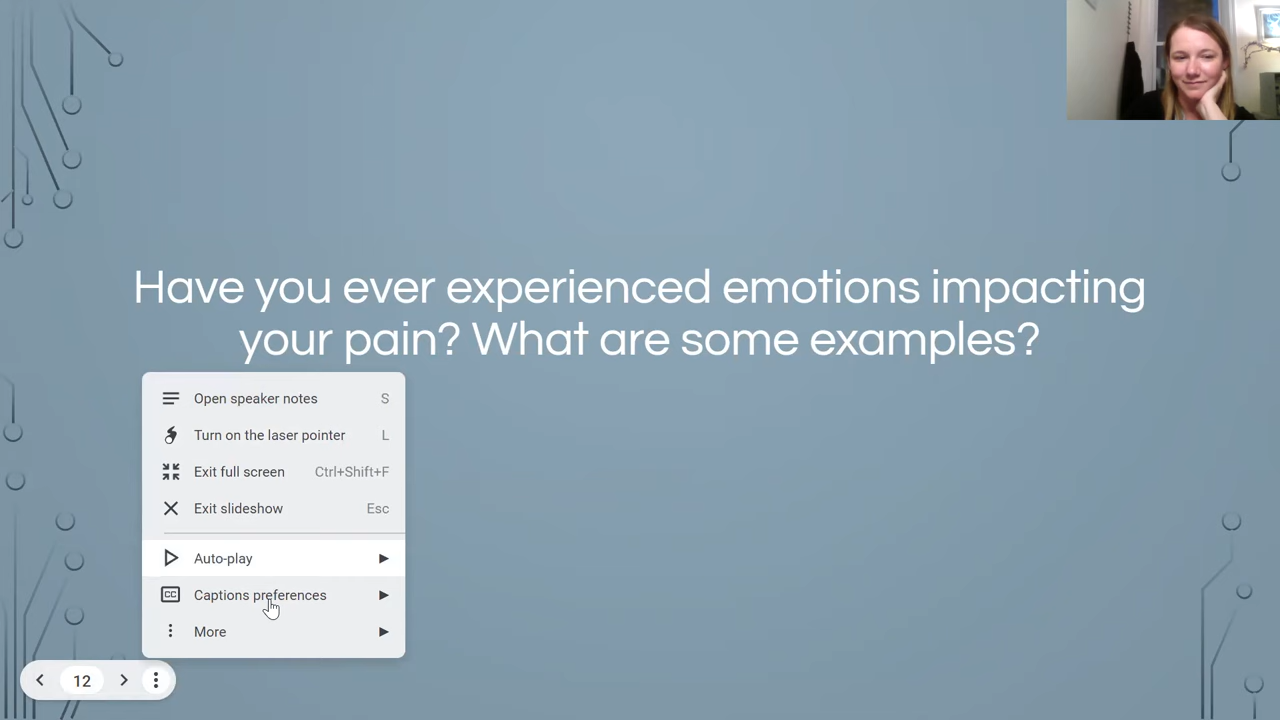 Have you ever experienced emotions impacting
your pain? What are some examples?
Open speaker notes S
Turn on the laser pointer L
Exit full screen Ctrl+Shift+F
Exit slideshow Esc
Auto-play
CC Captions preferences
More
12